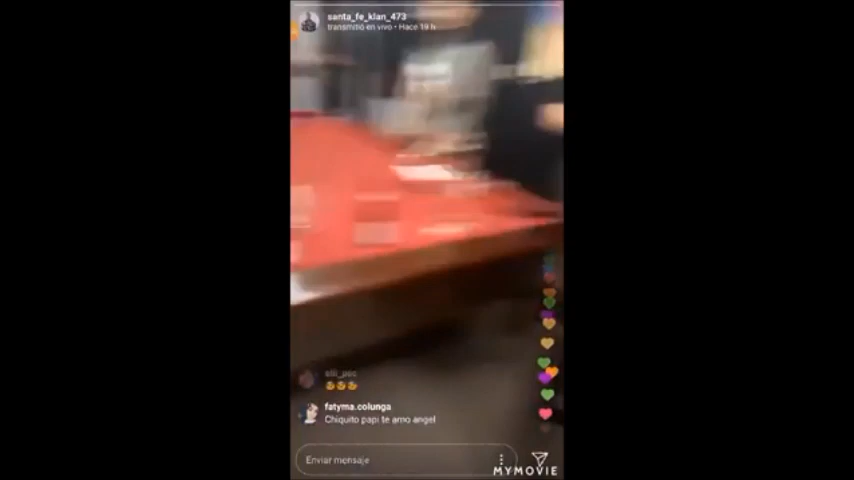 santa_fe_klan_473
transmitió en vivo • Hace 19 h
fatyma.colunga
Chiquito papi te amo angel
Enviar mensaje
MYMOVIE